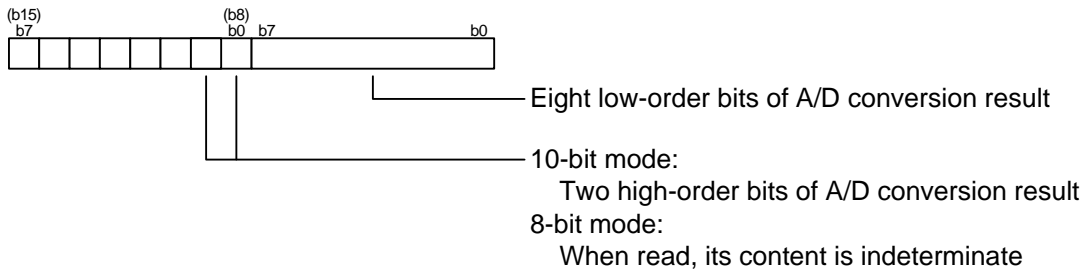 (b15) (b8)
b7 b0 b7 b0
Eight low-order bits of A/D conversion result
10-bit mode:
Two high-order bits of A/D conversion result
8-bit mode:
When read, its content is indeterminate